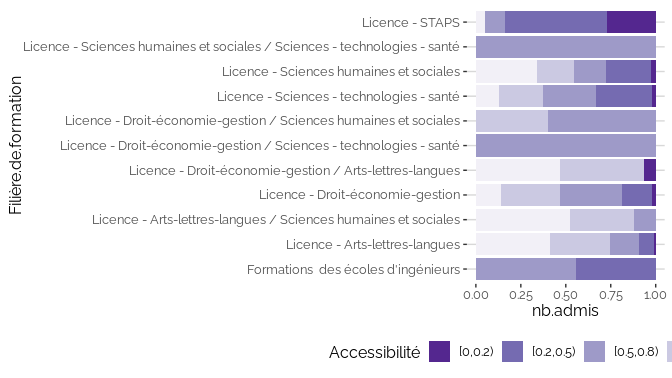 Filière.de.formation
Licence - STAPS
Licence - Sciences humaines et sociales / Sciences - technologies - santé
Licence - Sciences humaines et sociales
Licence - Sciences - technologies - santé
Licence - Droit-économie-gestion / Sciences humaines et sociales
Licence - Droit-économie-gestion / Sciences - technologies - santé
Licence - Droit-économie-gestion / Arts-lettres-langues
Licence - Droit-économie-gestion
Licence - Arts-lettres-langues / Sciences humaines et sociales
Licence - Arts-lettres-langues
Formations  des écoles d'ingénieurs
0.00 0.25 0.50 0.75 1.00
nb.admis
Accessibilité [0,0.2) [0.2,0.5) [0.5,0.8)